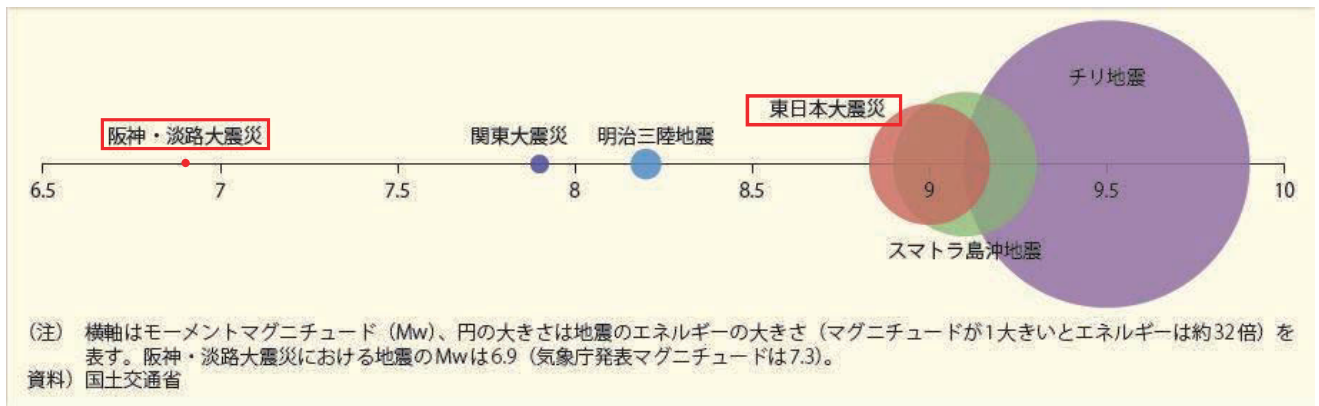 チリ地震
東日本大震災
阪神・淡路大震災 関東大震災 明治三陸地震
6.5 7 7.5 8 8.5 9 9.5 10
スマトラ島沖地震
（注） 横軸はモーメントマグニチュード（Mw）、円の大きさは地震のエネルギーの大きさ（マグニチュードが1大きいとエネルギーは約32倍）を
表す。阪神・淡路大震災における地震のMwは6.9（気象庁発表マグニチュードは7.3）。
資料）国土交通省